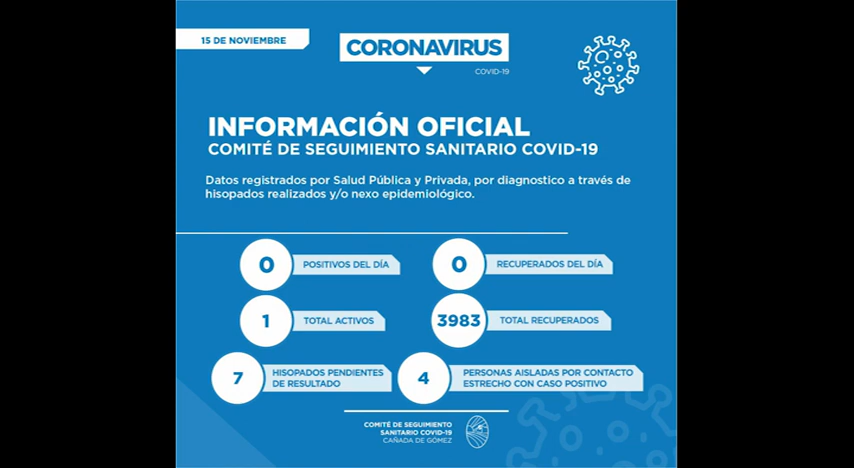 15 DE NOVIEMBRE
CORONAVIRUS
COVID-19
INFORMACIÓN OFICIAL
COMITÉ DE SEGUIMIENTO SANITARIO COVID-19
Datos registrados por Salud Pública y Privada, por diagnostico a través de
hisopados realizados y/o nexo epidemiológico.
0 POSITIVOS DEL DÍA
0 RECUPERADOS DEL DÍA
1 TOTAL ACTIVOS
3983 TOTAL RECUPERADOS
7 HISOPADOS PENDIENTES
DE RESULTADO
4 PERSONAS AISLADAS POR CONTACTO
ESTRECHO CON CASO POSITIVO
COMITÉ DE SEGUIMIENTO
SANITARIO COVID-19
CAÑADA DE GÓMEZ